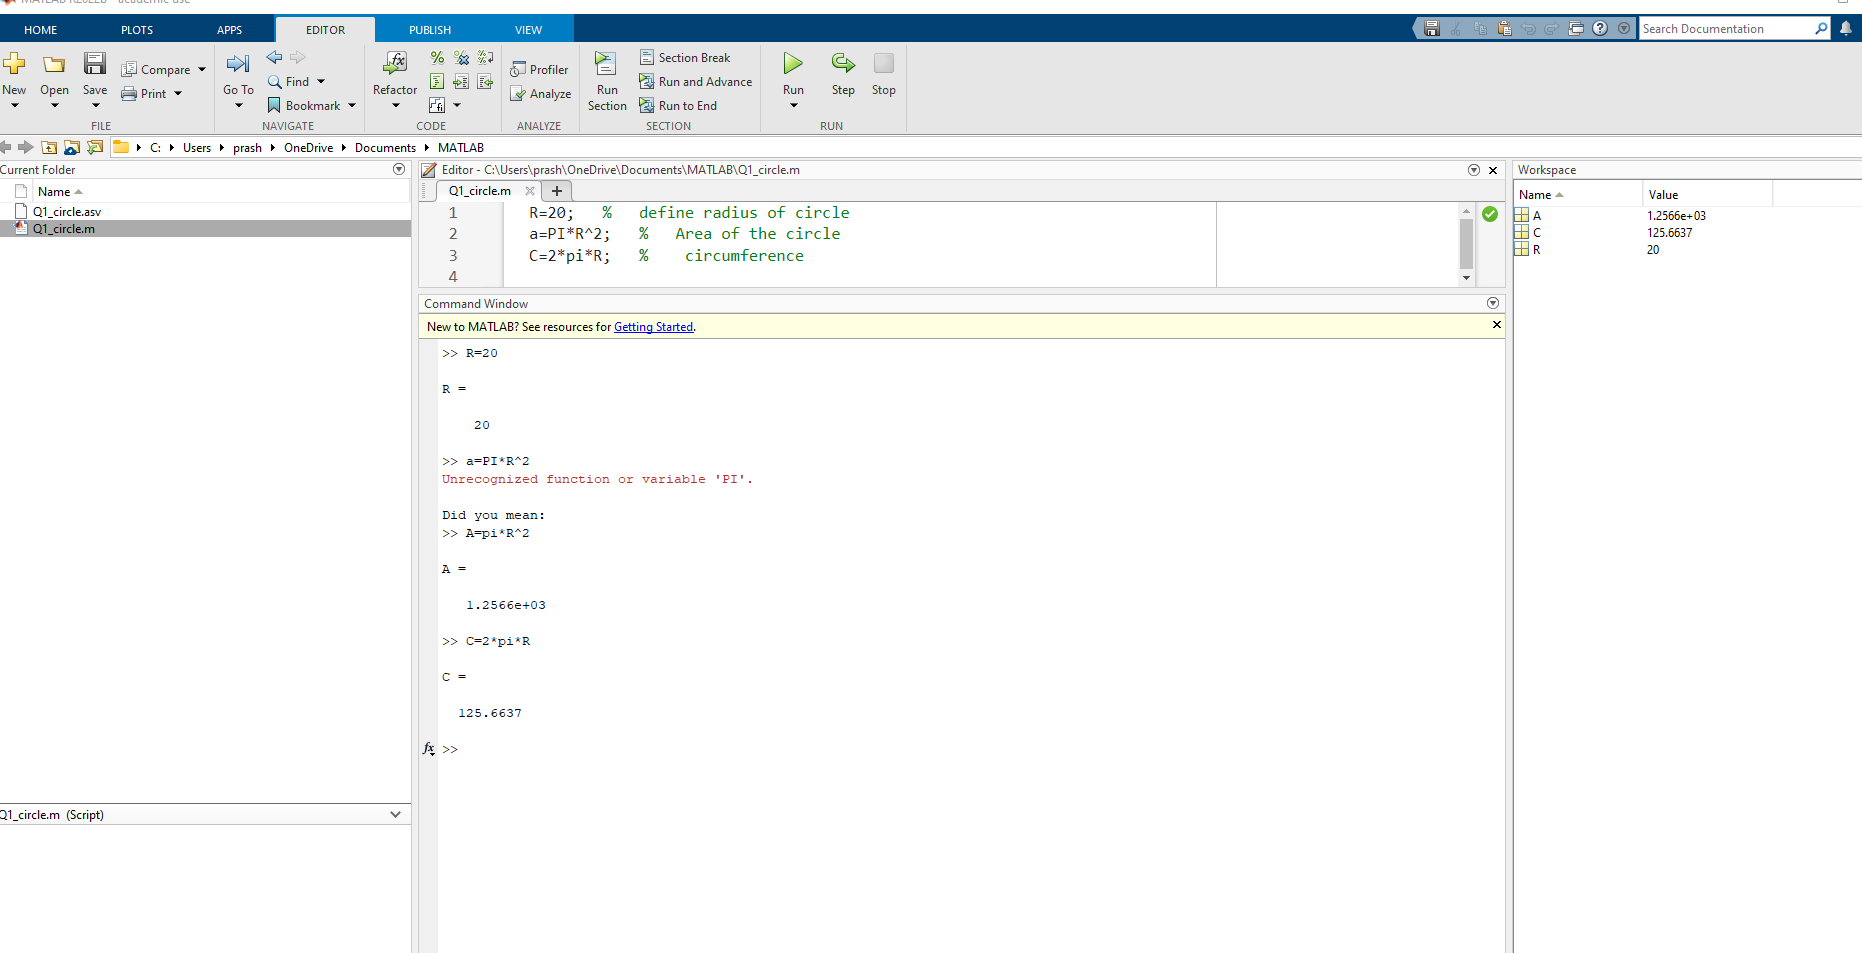 HOME PLOTS APPS EDITOR PUBLISH VIEW
Search Documentation
New Open Save Compare Print
Go To Find Bookmark
Refactor
Profiler Analyze
Run Section Section Break Run and Advance Run to End
Run Step Stop
FILE NAVIGATE CODE ANALYZE SECTION RUN
C: Users prash OneDrive Documents MATLAB
Current Folder
Name
Q1_circle.asv
Q1_circle.m
Q1_circle.m (Script)
Editor - C:\Users\prash\OneDrive\Documents\MATLAB\Q1_circle.m
Q1_circle.m
1 R=20; % define radius of circle
2 a=PI*R^2; % Area of the circle
3 C=2*pi*R; % circumference
4
Command Window
New to MATLAB? See resources for Getting Started.
>> R=20
R =
20
>> a=PI*R^2
Unrecognized function or variable 'PI'.
Did you mean:
>> A=pi*R^2
A =
1.2566e+03
>> C=2*pi*R
C =
125.6637
fx >>
Workspace
Name Value
A 1.2566e+03
C 125.6637
R 20